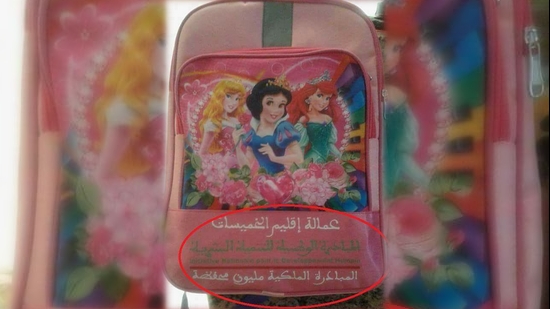 عمالة إقليم الخميسات
المبادرة الوطنية للتنمية البشرية
المبادرة الملكية مليون محفظة